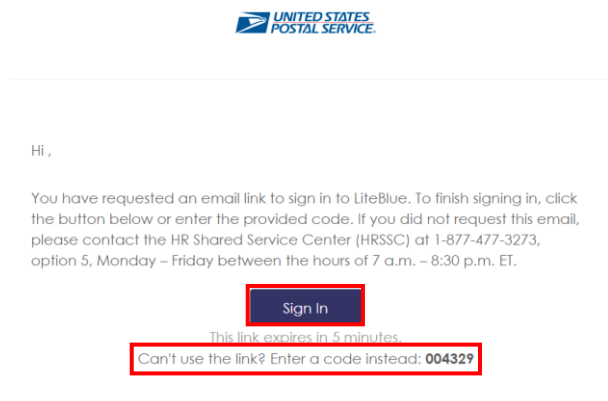 UNITED STATES
POSTAL SERVICE.
Hi ,
You have requested an email link to sign in to LiteBlue. To finish signing in, click
the button below or enter the provided code. If you did not request this email,
please contact the HR Shared Service Center (HRSSC) at 1-877-477-3273,
option 5, Monday – Friday between the hours of 7 a.m. – 8:30 p.m. ET.
Sign In
This link expires in 5 minutes.
Can't use the link? Enter a code instead: 004329